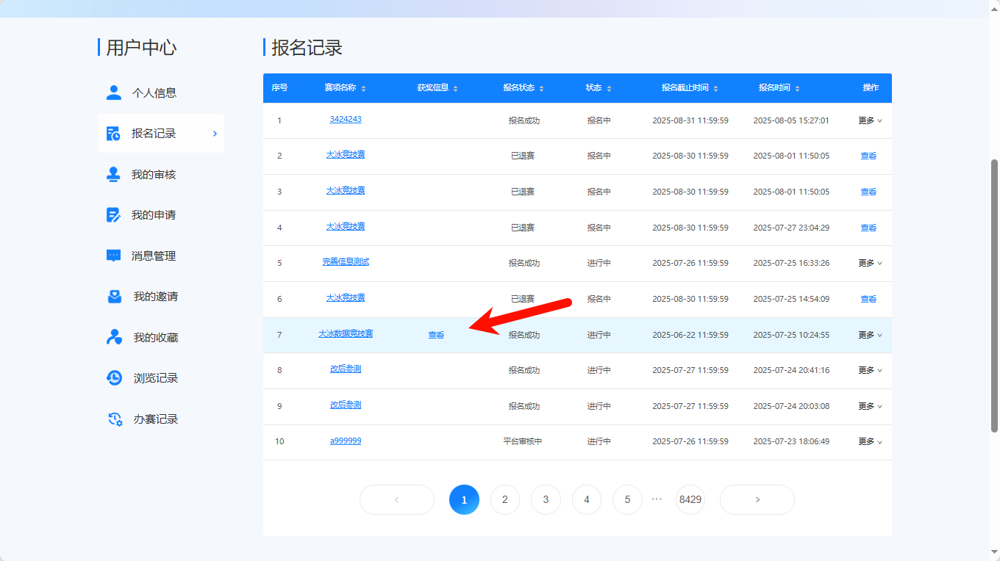 用户中心
个人信息
报名记录
我的审核
我的申请
消息管理
我的邀请
我的收藏
浏览记录
办赛记录
报名记录
序号 赛项名称 获奖信息 报名状态 状态 报名截止时间 报名时间 操作
1 3424243 报名成功 报名中 2025-08-31 11:59:59 2025-08-05 15:27:01 更多
2 大冰竞技赛 已退赛 报名中 2025-08-30 11:59:59 2025-08-01 11:50:05 查看
3 大冰竞技赛 已退赛 报名中 2025-08-30 11:59:59 2025-08-01 11:50:05 查看
4 大冰竞技赛 已退赛 报名中 2025-08-30 11:59:59 2025-07-27 23:04:29 查看
5 完善信息测试 报名成功 进行中 2025-07-26 11:59:59 2025-07-25 16:33:26 更多
6 大冰竞技赛 已退赛 报名中 2025-08-30 11:59:59 2025-07-25 14:54:09 查看
7 大冰数据竞技赛 查看 报名成功 进行中 2025-06-22 11:59:59 2025-07-25 10:24:55 更多
8 改后参测 报名成功 进行中 2025-07-27 11:59:59 2025-07-24 20:41:16 更多
9 改后参测 报名成功 进行中 2025-07-27 11:59:59 2025-07-24 20:03:08 更多
10 a999999 平台审核中 进行中 2025-07-26 11:59:59 2025-07-23 18:06:49 更多
< 1 2 3 4 5 ••• 8429 >